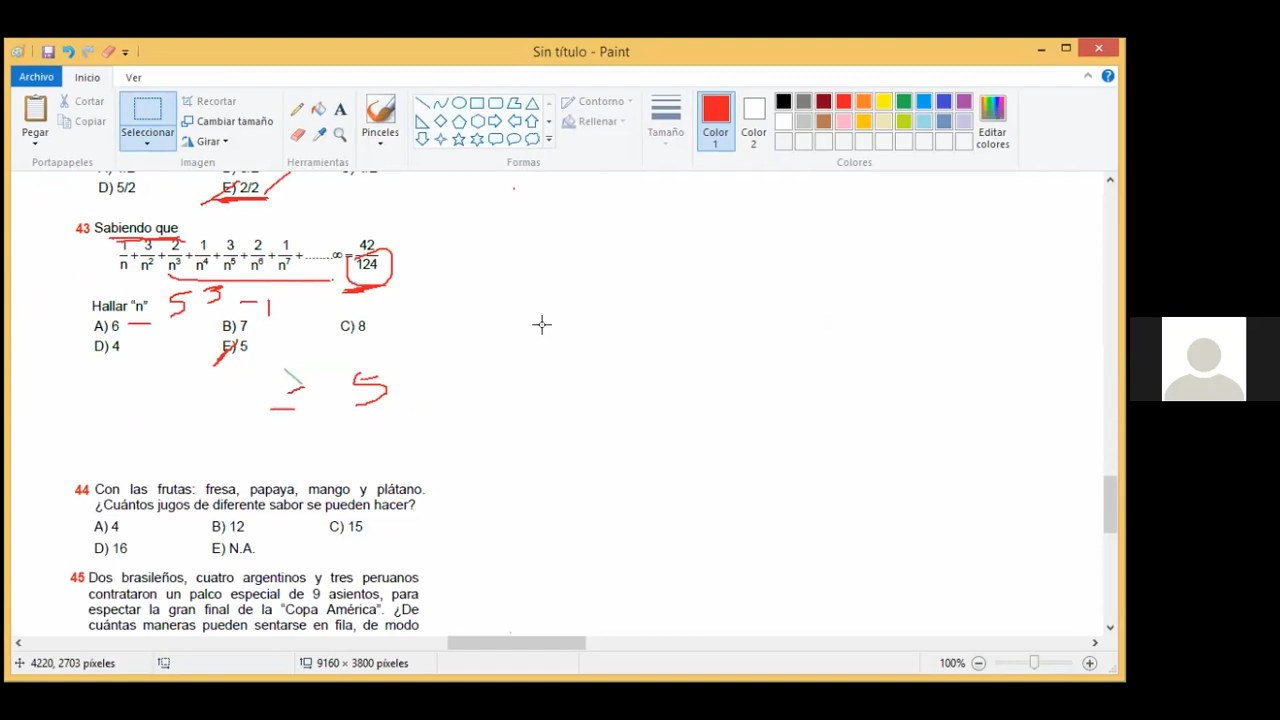 Sin título - Paint
Archivo Inicio Ver
Pegar
Cortar
Copiar
Portapapeles
Seleccionar
Recortar
Cambiar tamaño
Girar
Imagen
A
Herramientas
Pinceles
Contorno
Rellenar
Formas
Tamaño
Color 1
Color 2
Editar colores
Colores
D) 5/2 E) 2/2
43 Sabiendo que
1/n + 3/n² + 2/n³ + 1/n⁴ + 3/n⁵ + 2/n⁶ + 1/n⁷ + ........∞ = 42/124
5³ - 1
Hallar "n"
A) 6 B) 7 C) 8
D) 4 E) 5
> 5
44 Con las frutas: fresa, papaya, mango y plátano.
¿Cuántos jugos de diferente sabor se pueden hacer?
A) 4 B) 12 C) 15
D) 16 E) N.A.
45 Dos brasileños, cuatro argentinos y tres peruanos
contrataron un palco especial de 9 asientos, para
espectar la gran final de la "Copa América". ¿De
cuántas maneras pueden sentarse en fila, de modo
4220, 2703 píxeles 9160 × 3800 píxeles 100%